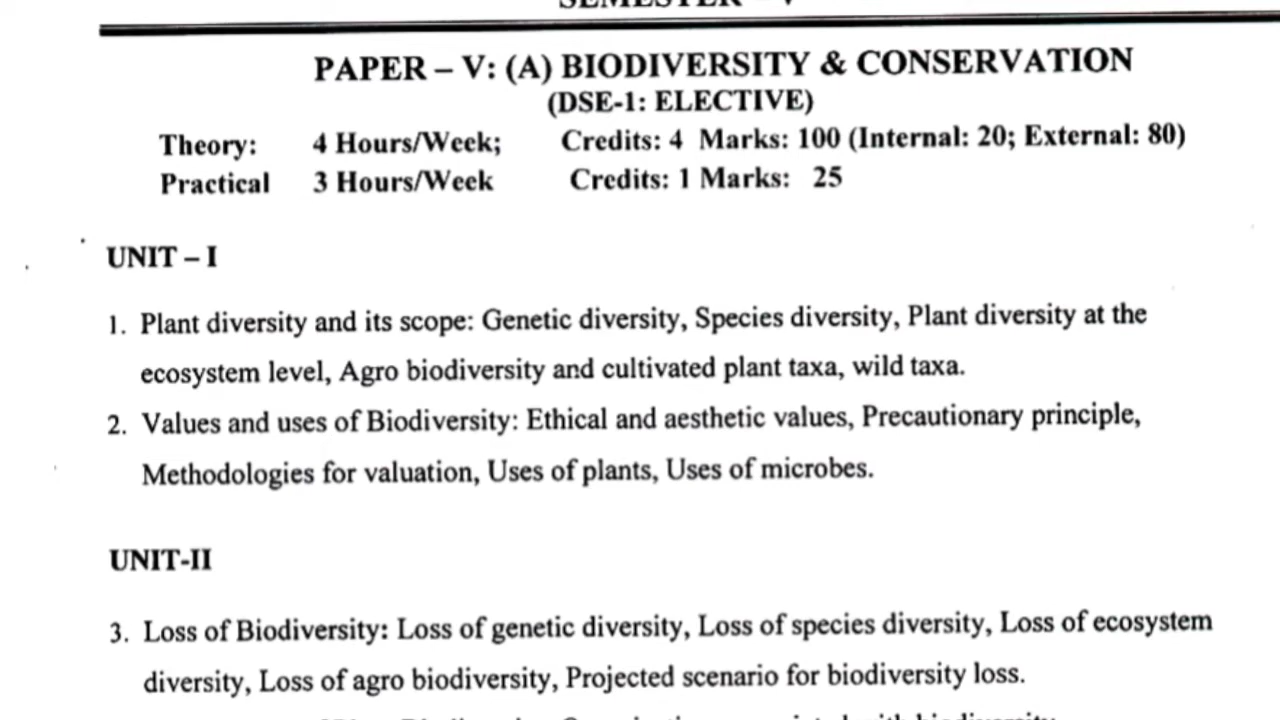 SEMESTER – V
PAPER – V: (A) BIODIVERSITY & CONSERVATION
(DSE-1: ELECTIVE)
Theory: 4 Hours/Week; Credits: 4 Marks: 100 (Internal: 20; External: 80)
Practical 3 Hours/Week Credits: 1 Marks: 25
UNIT – I
1. Plant diversity and its scope: Genetic diversity, Species diversity, Plant diversity at the
ecosystem level, Agro biodiversity and cultivated plant taxa, wild taxa.
2. Values and uses of Biodiversity: Ethical and aesthetic values, Precautionary principle,
Methodologies for valuation, Uses of plants, Uses of microbes.
UNIT-II
3. Loss of Biodiversity: Loss of genetic diversity, Loss of species diversity, Loss of ecosystem
diversity, Loss of agro biodiversity, Projected scenario for biodiversity loss.
with biodiversity